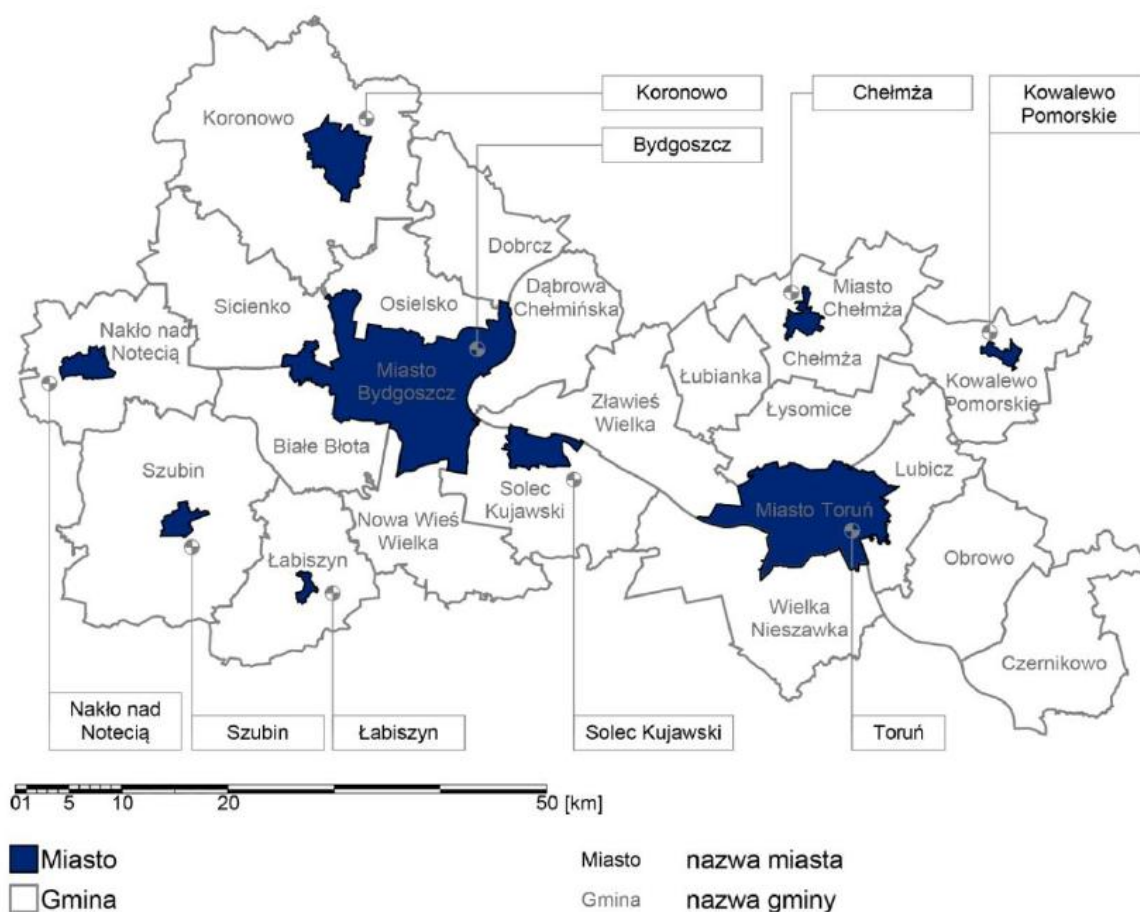 Koronowo
Chełmża
Kowalewo
Pomorskie
Bydgoszcz
Koronowo
Dobrcz
Dąbrowa
Chełmińska
Miasto
Chełmża
Sicienko
Osielsko
Nakło nad
Notecią
Miasto
Bydgoszcz
Chełmża
Łubianka
Kowalewo
Pomorskie
Zławieś
Wielka
Łysomice
Białe Błota
Szubin
Lubicz
Solec
Kujawski
Miasto Toruń
Nowa Wieś
Wielka
Łabiszyn
Obrowo
Wielka
Nieszawka
Czernikowo
Nakło nad
Notecią
Szubin
Łabiszyn
Solec Kujawski
Toruń
01 5 10 20 50 [km]
Miasto
Gmina
Miasto nazwa miasta
Gmina nazwa gminy